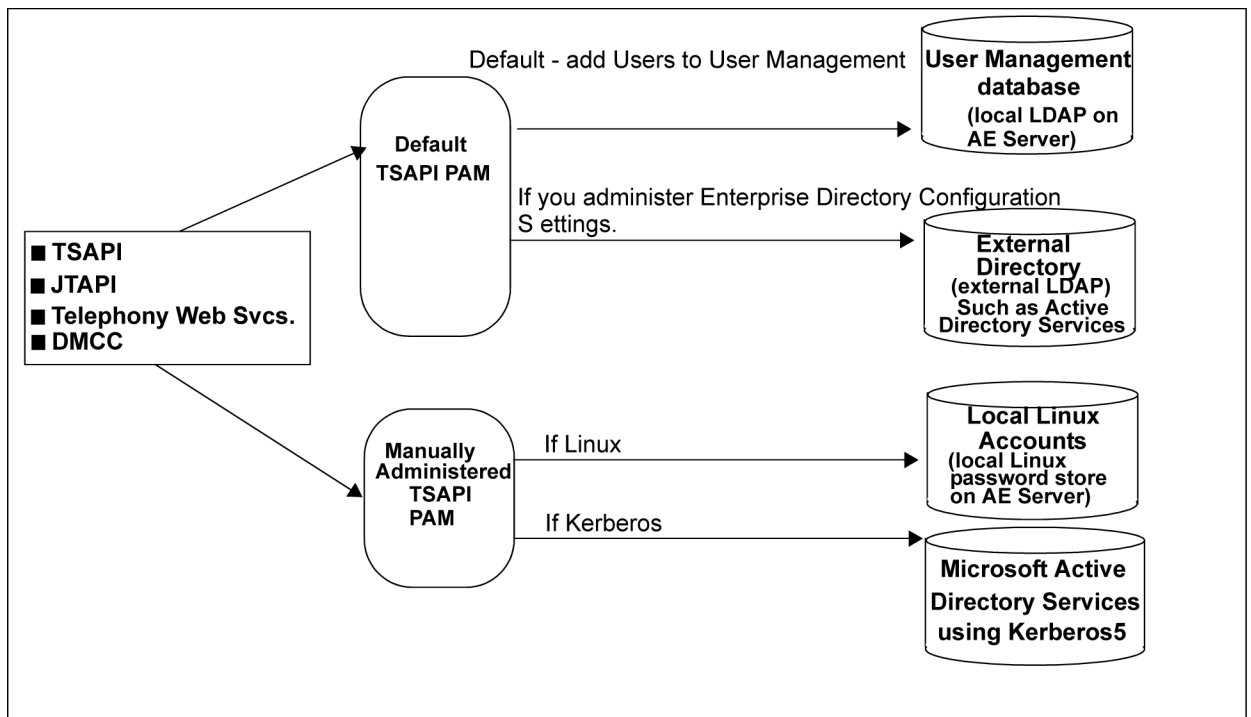 Default - add Users to User Management
User Management
database
(local LDAP on
AE Server)
Default
TSAPI PAM
If you administer Enterprise Directory Configuration
S ettings.
External
Directory
(external LDAP)
Such as Active
Directory Services
■ TSAPI
■ JTAPI
■ Telephony Web Svcs.
■ DMCC
Manually
Administered
TSAPI
PAM
If Linux
Local Linux
Accounts
(local Linux
password store
on AE Server)
If Kerberos
Microsoft Active
Directory Services
using Kerberos5